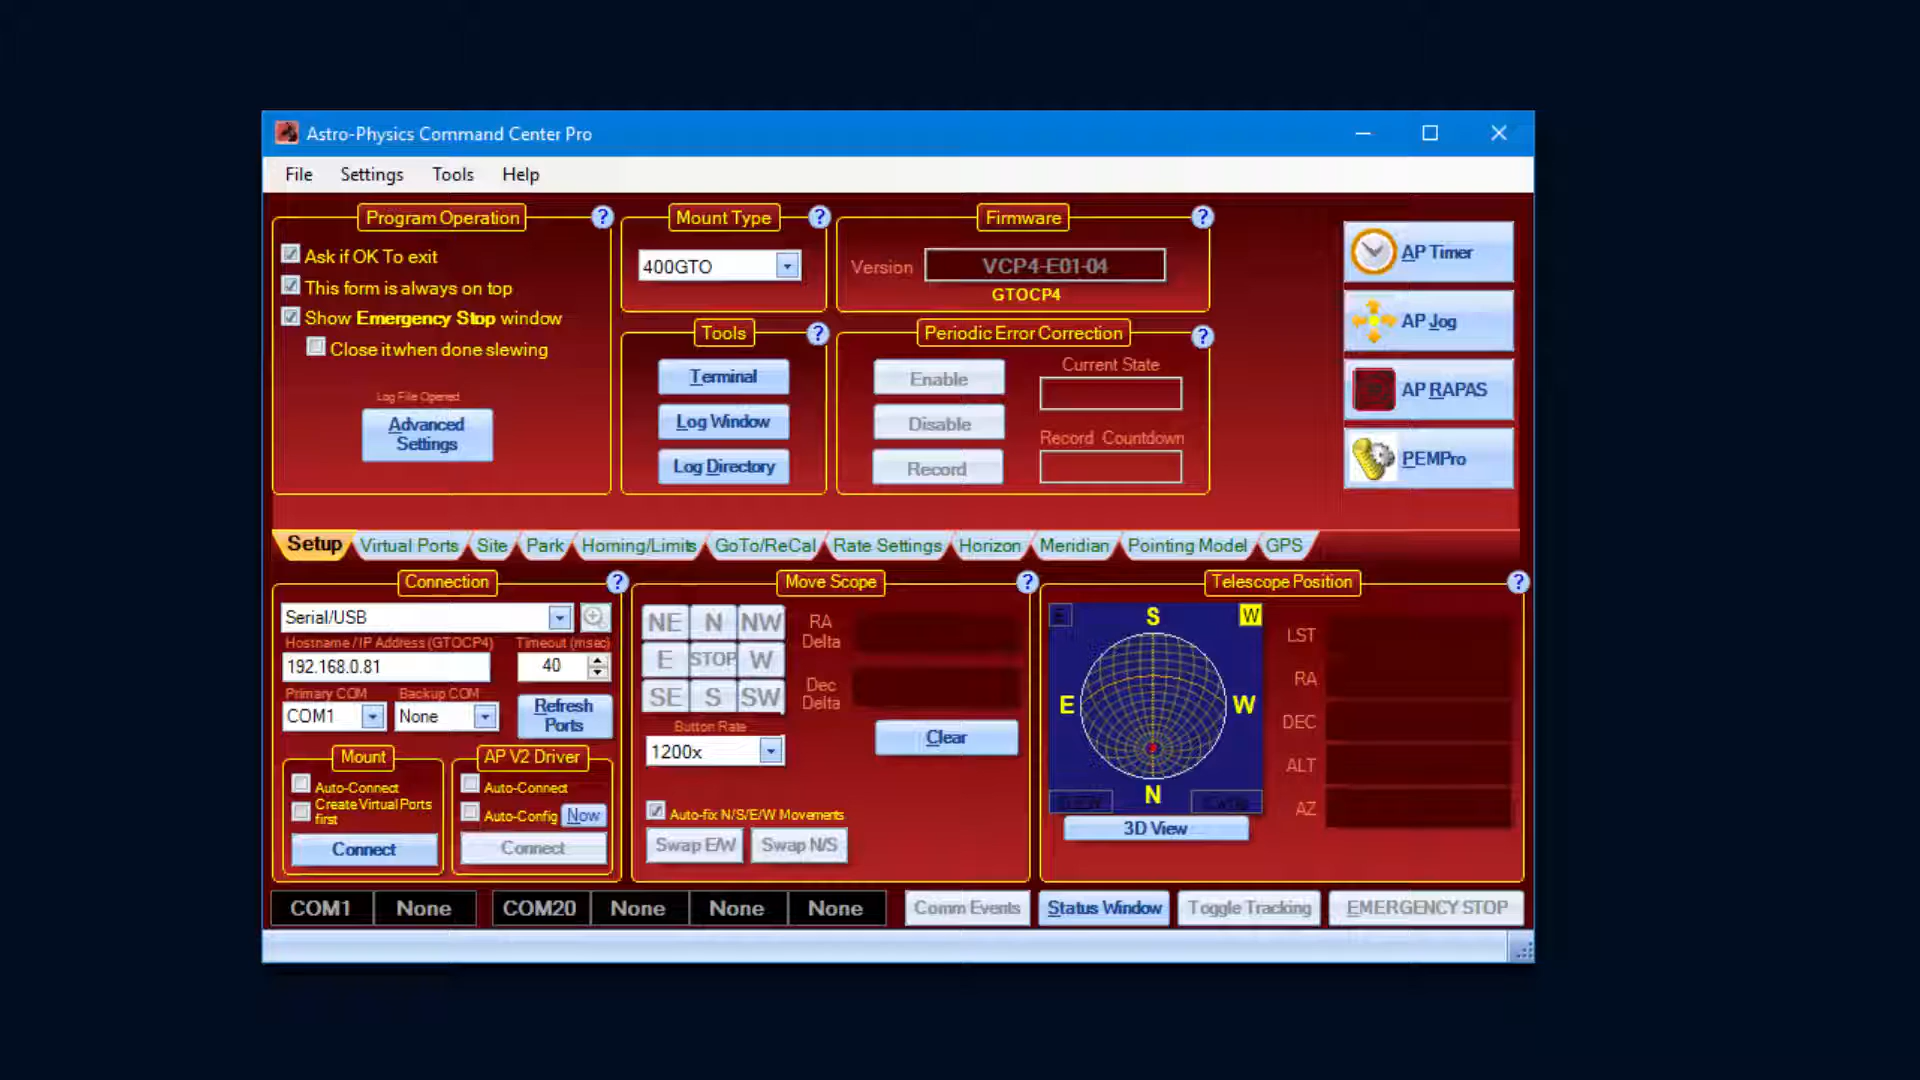 Astro-Physics Command Center Pro
File Settings Tools Help
Program Operation
Ask if OK To exit
This form is always on top
Show Emergency Stop window
Close it when done slewing
Log File Opened
Advanced
Settings
Mount Type
400GTO
Tools
Terminal
Log Window
Log Directory
Firmware
Version VCP4-E01-04
GTOCP4
Periodic Error Correction
Enable
Disable
Record
Current State
Record Countdown
AP Timer
AP Jog
AP RAPAS
PEMPro
Setup Virtual Ports Site Park Homing/Limits GoTo/ReCal Rate Settings Horizon Meridian Pointing Model GPS
Connection
Serial/USB
Hostname / IP Address (GTOCP4) Timeout (msec)
192.168.0.81 40
Primary COM Backup COM
COM1 None
Refresh
Ports
Mount
Auto-Connect
Create Virtual Ports
first
Connect
AP V2 Driver
Auto-Connect
Auto-Config Now
Connect
Move Scope
NE N NW
E STOP W
SE S SW
Button Rate
1200x
RA
Delta
Dec
Delta
Clear
Auto-fix N/S/E/W Movements
Swap E/W Swap N/S
Telescope Position
E S W
E W
N
3D View
LST
RA
DEC
ALT
AZ
COM1 None COM20 None None None Comm Events Status Window Toggle Tracking EMERGENCY STOP